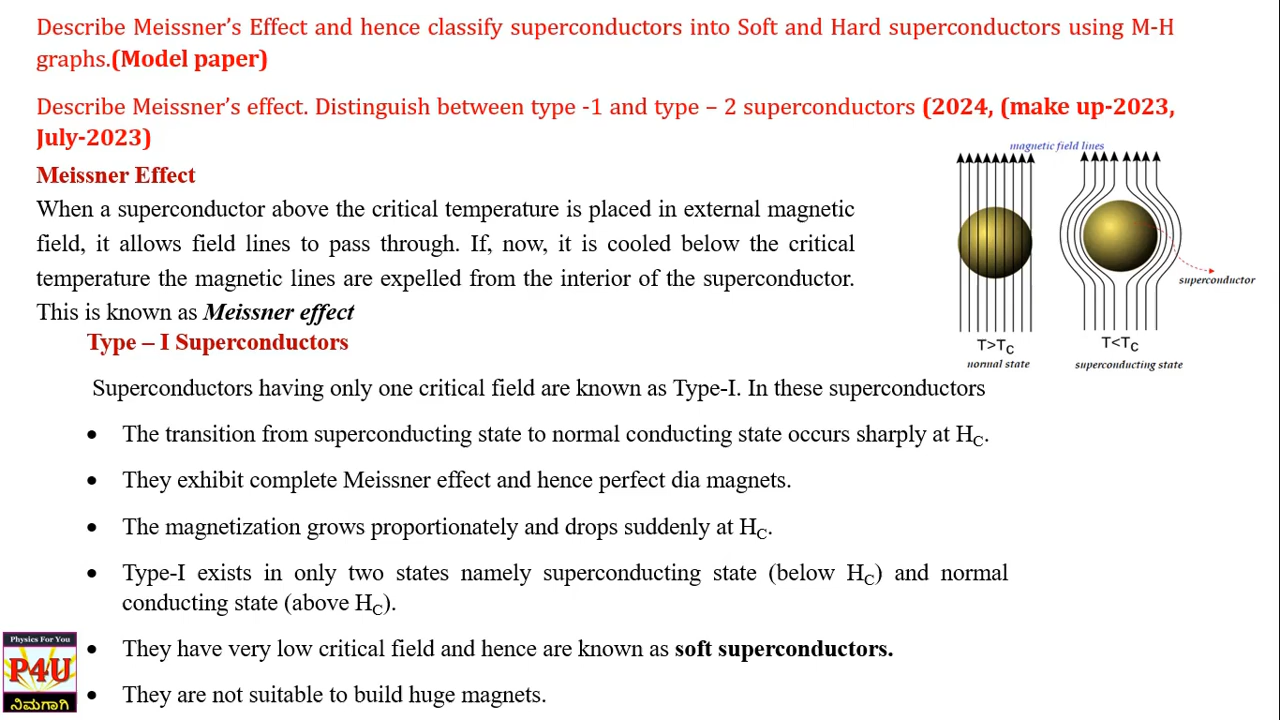 Describe Meissner's Effect and hence classify superconductors into Soft and Hard superconductors using M-H
graphs.(Model paper)
Describe Meissner's effect. Distinguish between type -1 and type – 2 superconductors (2024, (make up-2023,
July-2023)
Meissner Effect
When a superconductor above the critical temperature is placed in external magnetic
field, it allows field lines to pass through. If, now, it is cooled below the critical
temperature the magnetic lines are expelled from the interior of the superconductor.
This is known as Meissner effect
magnetic field lines
superconductor
T>TC
T<TC
normal state
superconducting state
Type – I Superconductors
Superconductors having only one critical field are known as Type-I. In these superconductors
• The transition from superconducting state to normal conducting state occurs sharply at HC.
• They exhibit complete Meissner effect and hence perfect dia magnets.
• The magnetization grows proportionately and drops suddenly at HC.
• Type-I exists in only two states namely superconducting state (below HC) and normal
conducting state (above HC).
• They have very low critical field and hence are known as soft superconductors.
• They are not suitable to build huge magnets.
Physics For You
P4U
ನಿಮಗಾಗಿ